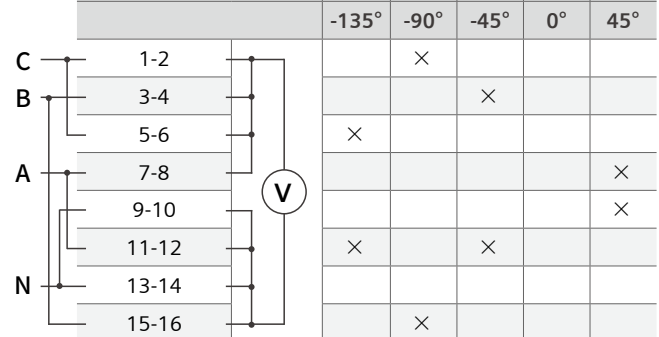 -135° -90° -45° 0° 45°
C 1-2 ×
B 3-4 ×
5-6 ×
A 7-8 ×
V
9-10 ×
11-12 × ×
N 13-14
15-16 ×